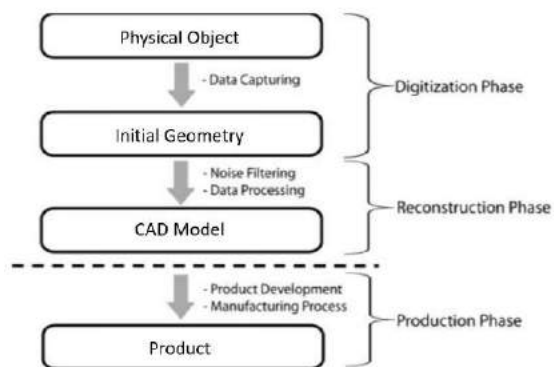 Physical Object
- Data Capturing
Digitization Phase
Initial Geometry
- Noise Filtering
- Data Processing
Reconstruction Phase
CAD Model
- Product Development
- Manufacturing Process
Production Phase
Product